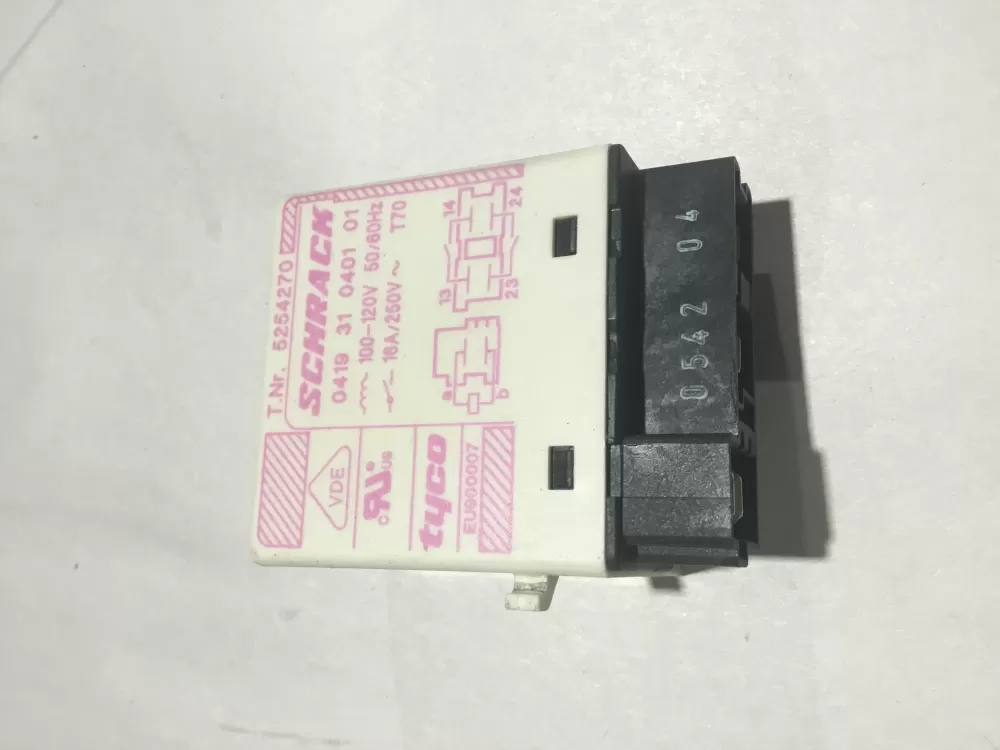 T.Nr. 5254270
SCHRACK
0419 31 0401 01
100-120V 50/60Hz
16A/250V ~ T70
13 14
23 24
a
b
VDE
c RU us
tyco
EU900007
0542 04